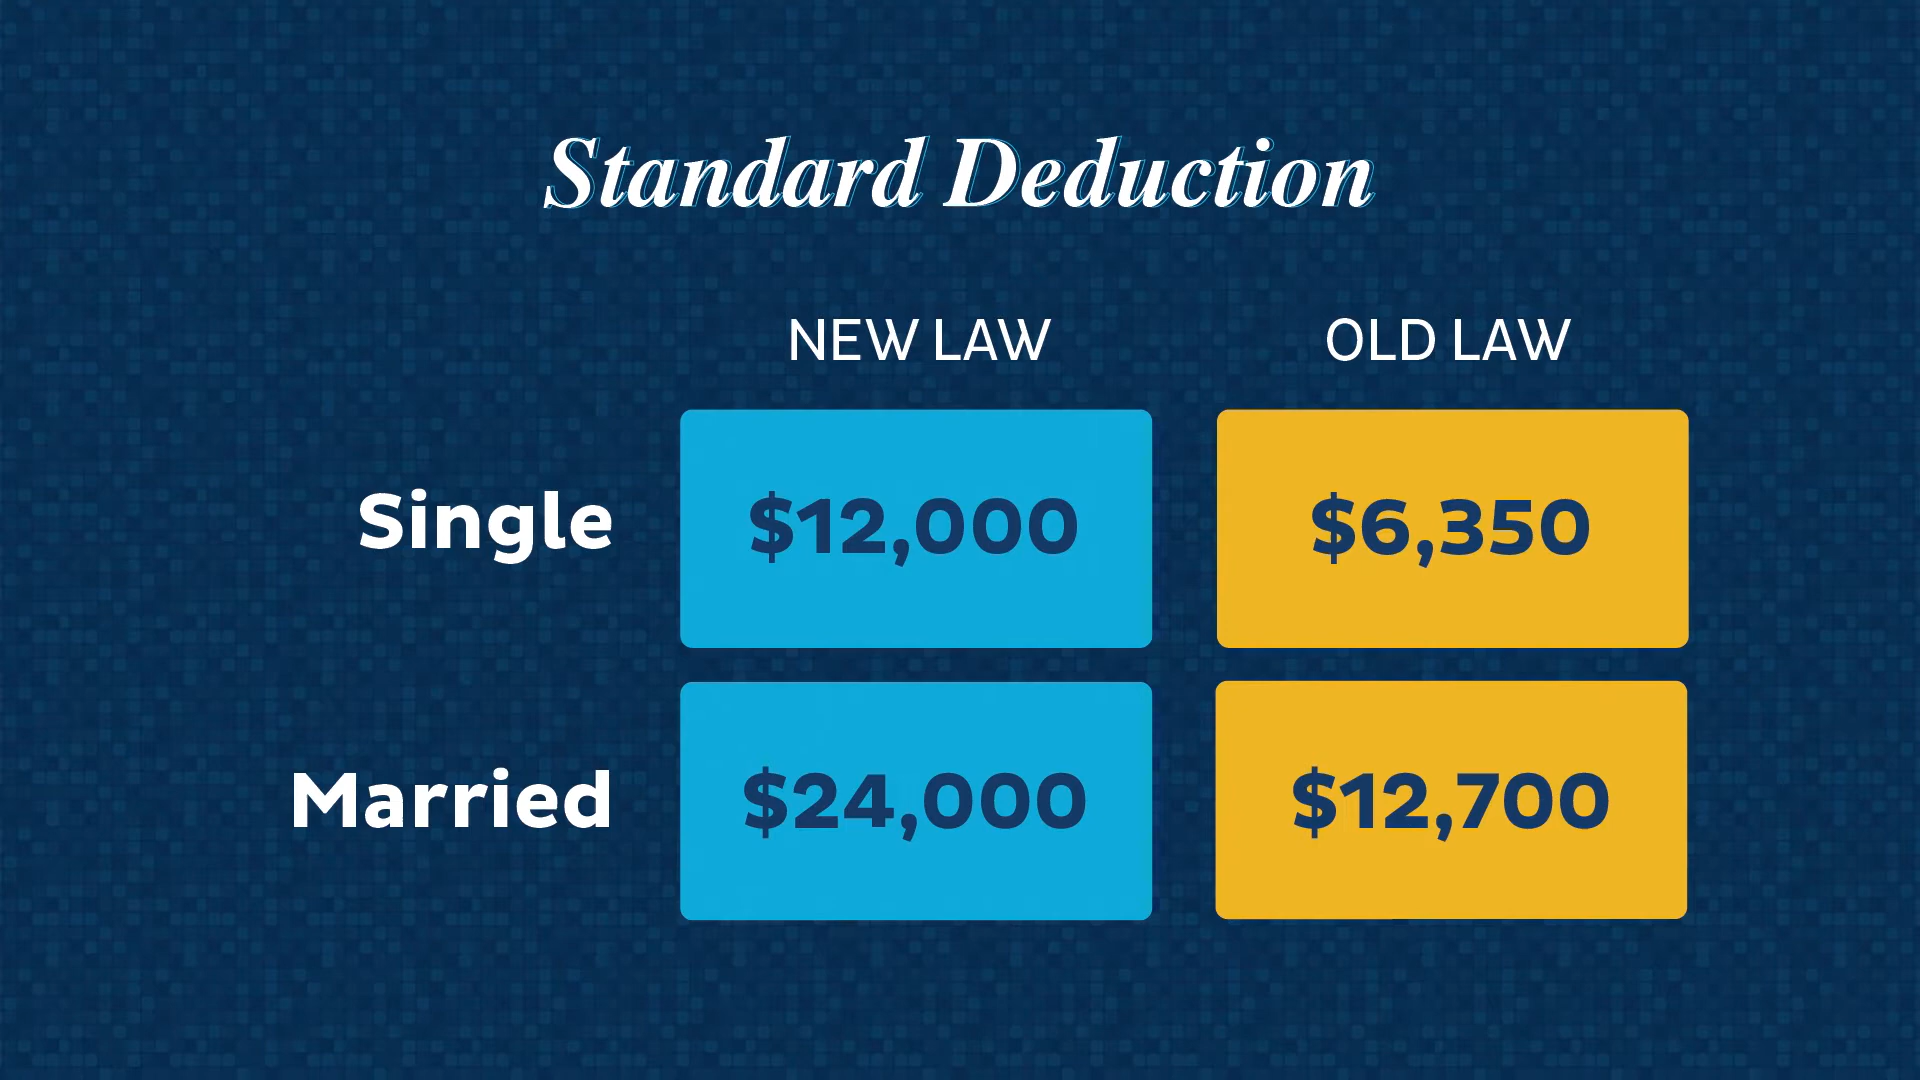 Standard Deduction
NEW LAW OLD LAW
Single $12,000 $6,350
Married $24,000 $12,700